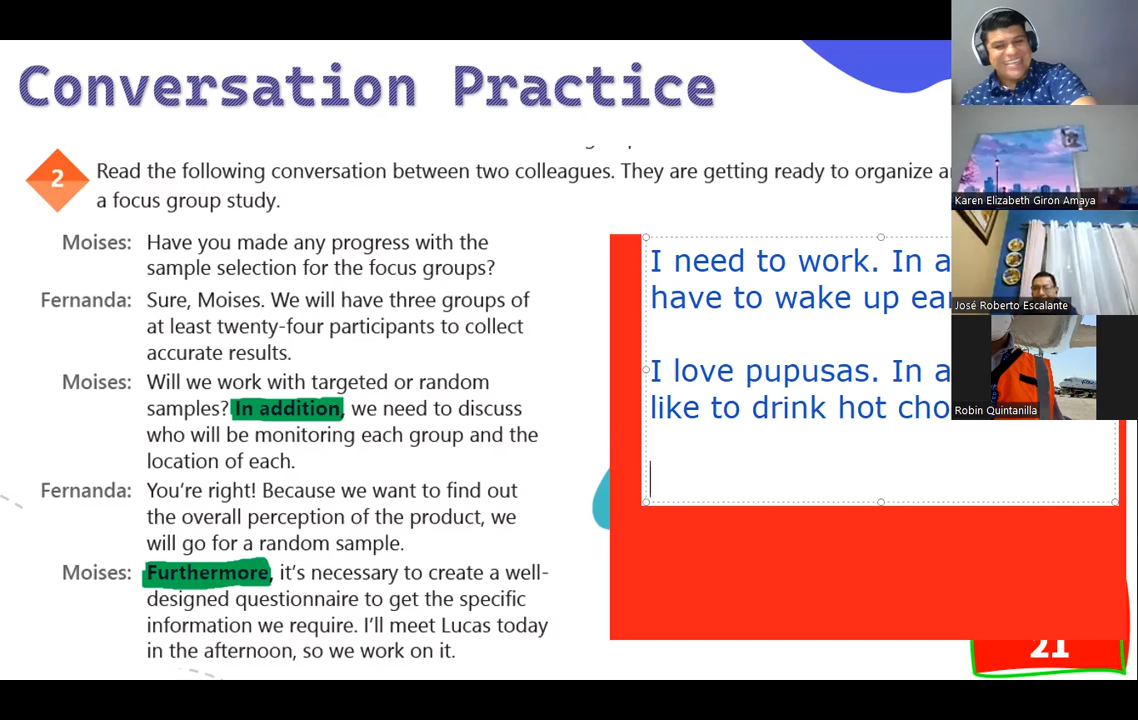 Conversation Practice
2
Read the following conversation between two colleagues. They are getting ready to organize
a focus group study.
Moises: Have you made any progress with the
sample selection for the focus groups?
Fernanda: Sure, Moises. We will have three groups of
at least twenty-four participants to collect
accurate results.
Moises: Will we work with targeted or random
samples? In addition, we need to discuss
who will be monitoring each group and the
location of each.
Fernanda: You're right! Because we want to find out
the overall perception of the product, we
will go for a random sample.
Moises: Furthermore, it's necessary to create a well-
designed questionnaire to get the specific
information we require. I'll meet Lucas today
in the afternoon, so we work on it.
I need to work. In
have to wake up
I love pupusas. In
like to drink hot
21
Karen Elizabeth Giron Amaya
José Roberto Escalante
Robin Quintanilla